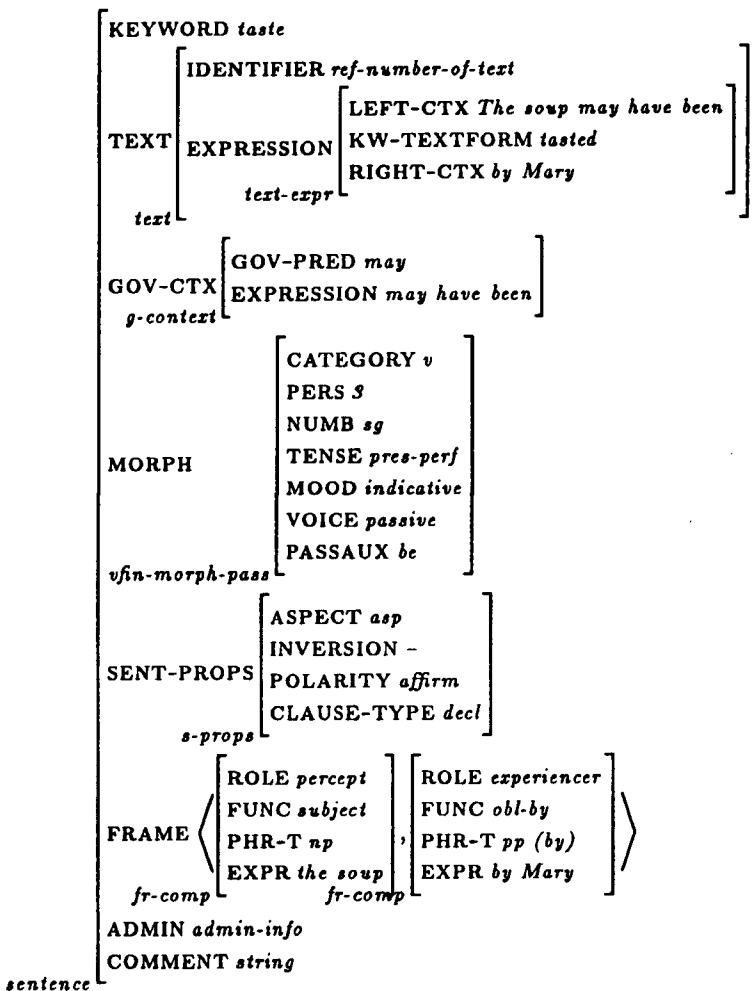 KEYWORD taste
IDENTIFIER ref-number-of-text
LEFT-CTX The soup may have been
TEXT EXPRESSION KW-TEXTFORM tasted
RIGHT-CTX by Mary
text-expr
text
GOV-PRED may
GOV-CTX EXPRESSION may have been
g-context
CATEGORY v
PERS 3
NUMB sg
MORPH TENSE pres-perf
MOOD indicative
VOICE passive
PASSAUX be
vfin-morph-pass
ASPECT asp
INVERSION –
SENT-PROPS POLARITY affirm
CLAUSE-TYPE decl
s-props
ROLE percept ROLE experiencer
FUNC subject FUNC obl-by
FRAME ⟨ PHR-T np , PHR-T pp (by) ⟩
EXPR the soup EXPR by Mary
fr-comp fr-comp
ADMIN admin-info
COMMENT string
sentence